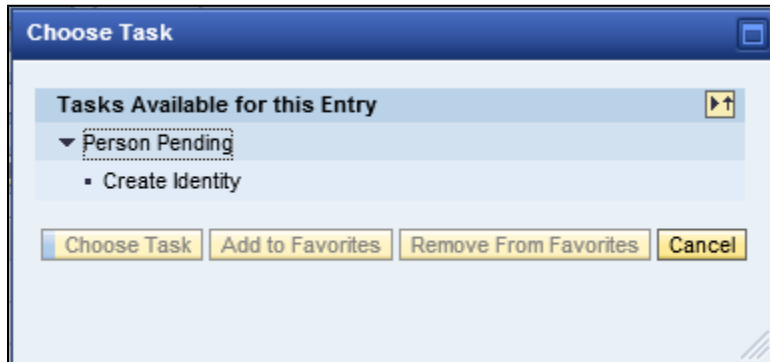 Choose Task
Tasks Available for this Entry
Person Pending
Create Identity
Choose Task Add to Favorites Remove From Favorites Cancel